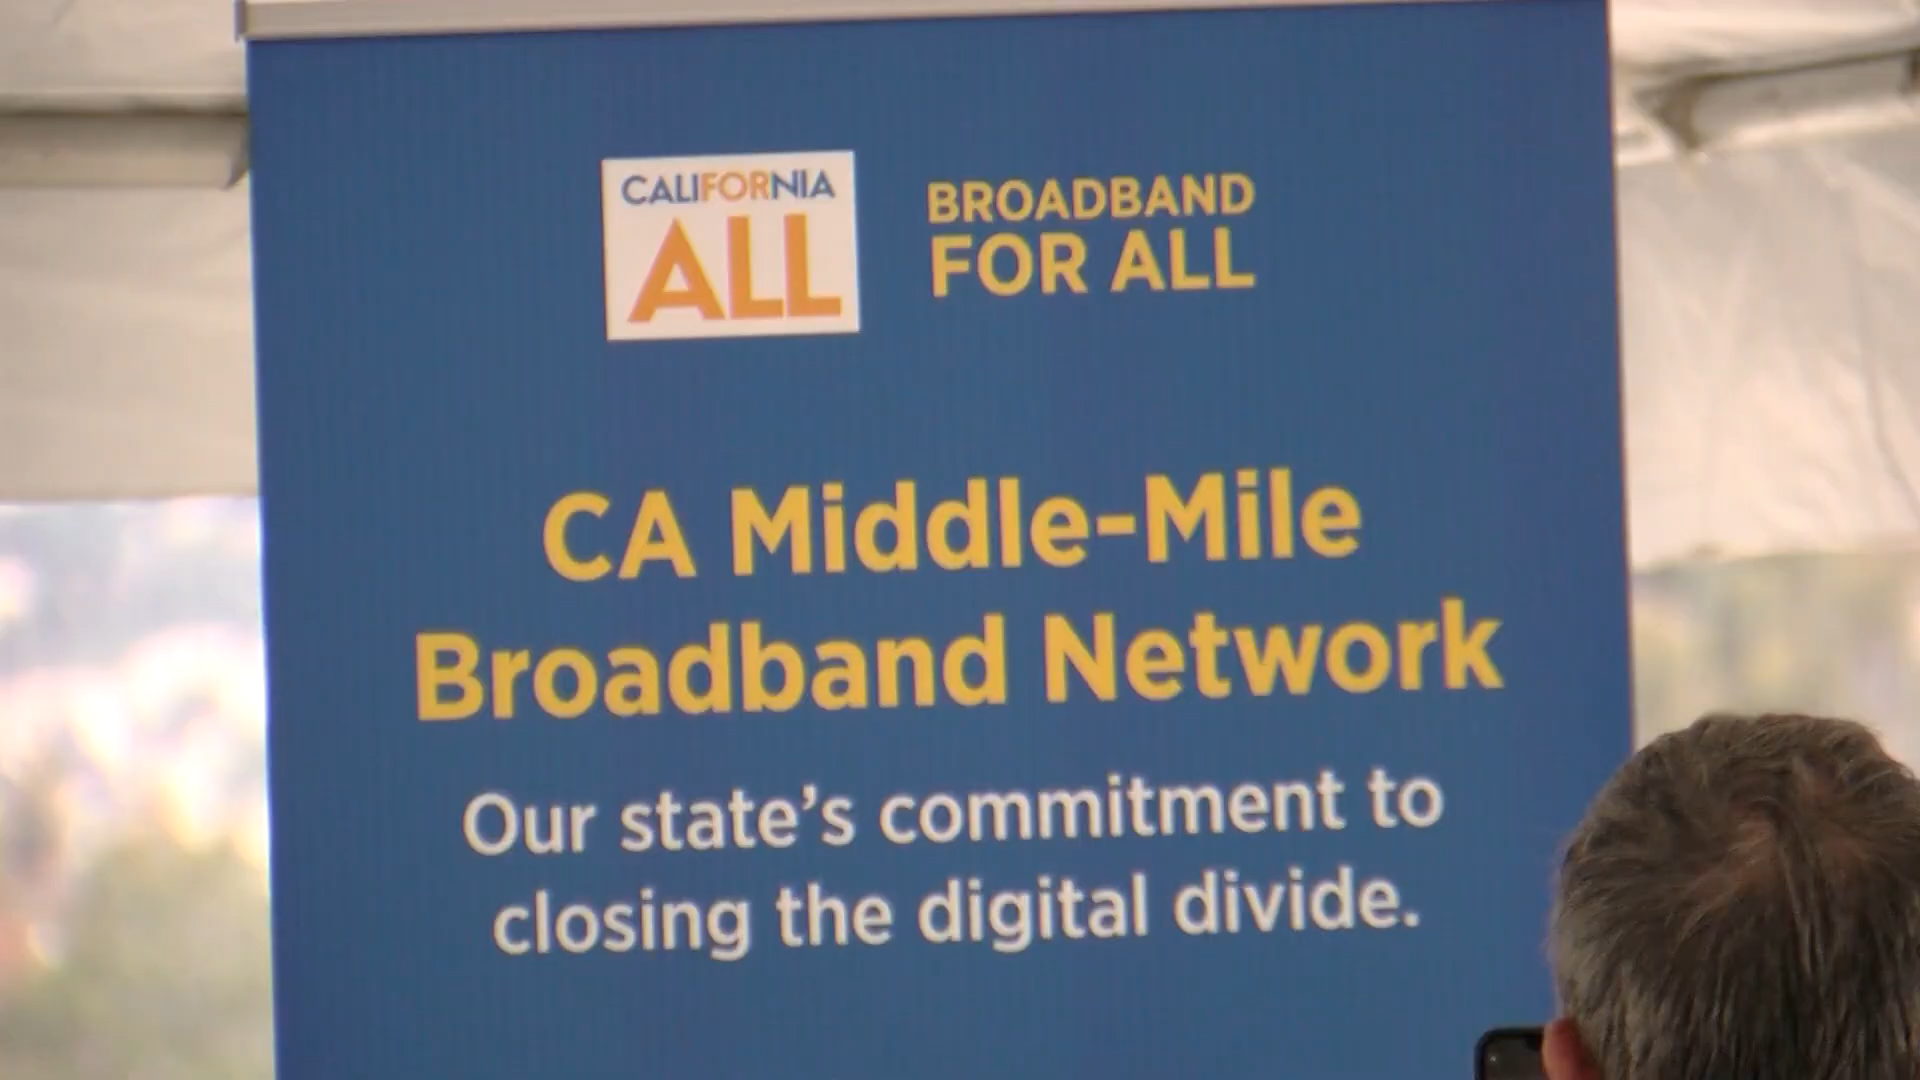 CALIFORNIA
ALL
BROADBAND
FOR ALL
CA Middle-Mile
Broadband Network
Our state’s commitment to
closing the digital divide.